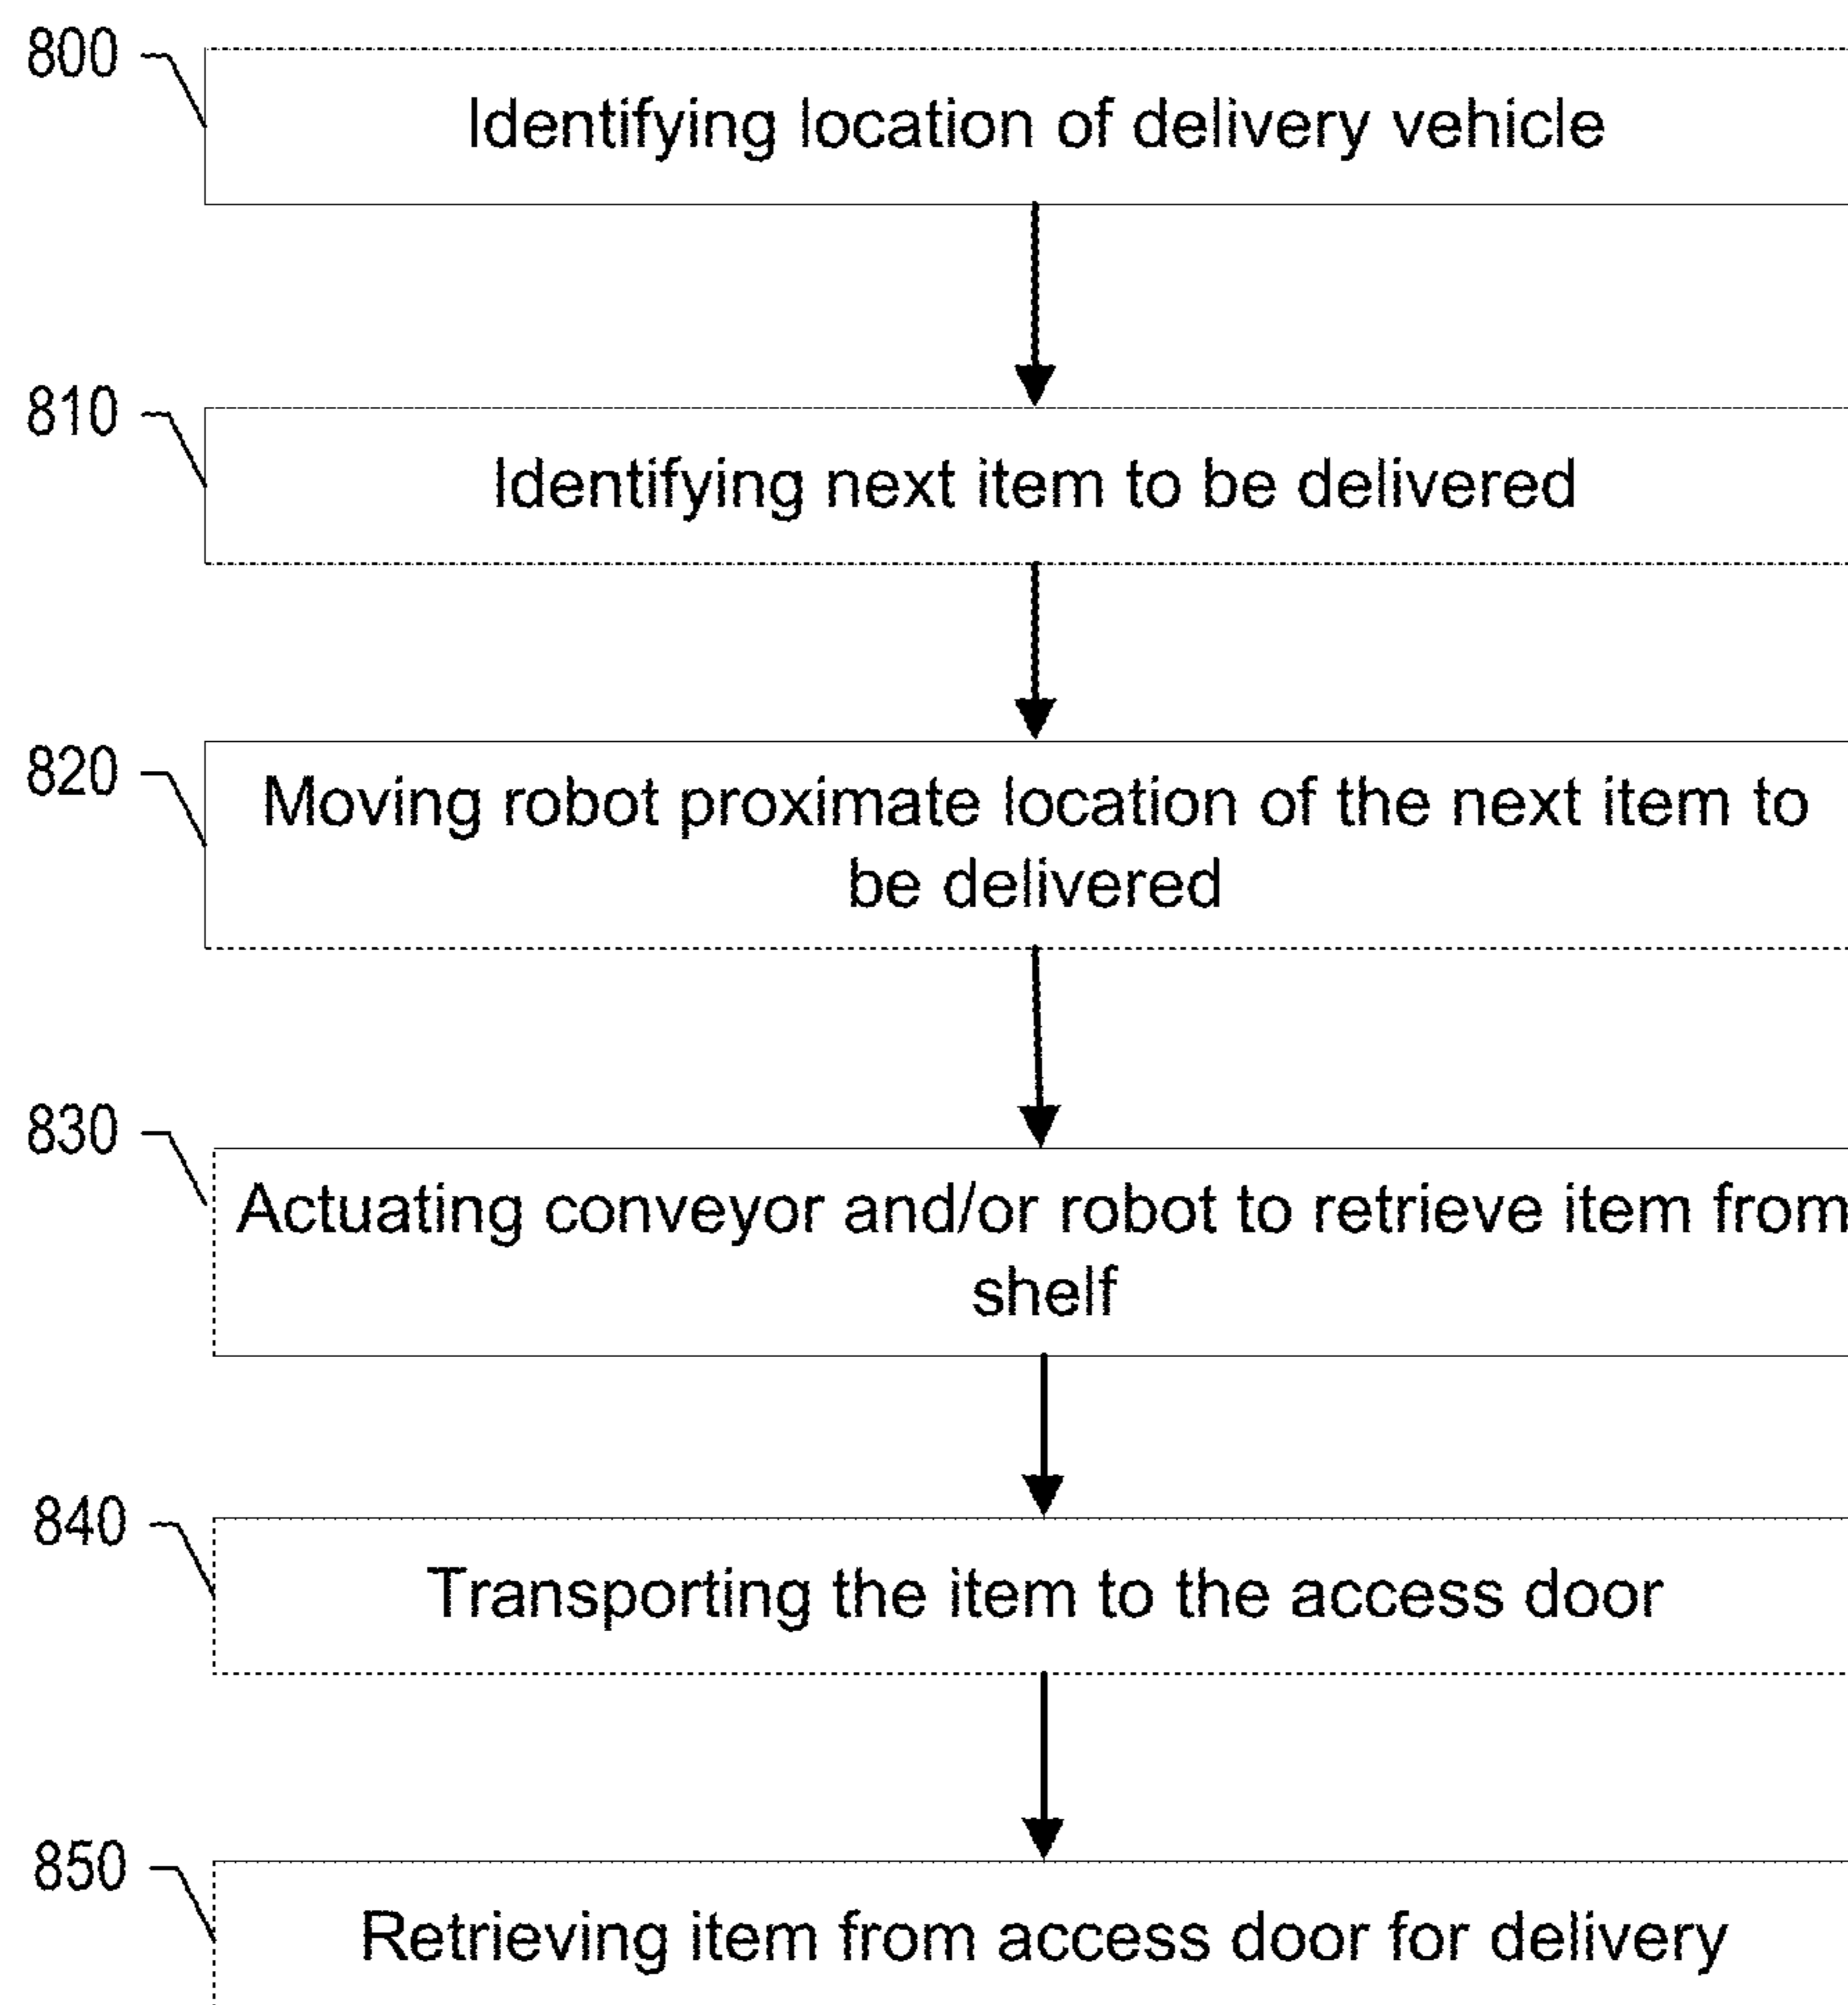 800
Identifying location of delivery vehicle
810
Identifying next item to be delivered
820
Moving robot proximate location of the next item to
be delivered
830
Actuating conveyor and/or robot to retrieve item from
shelf
840
Transporting the item to the access door
850
Retrieving item from access door for delivery